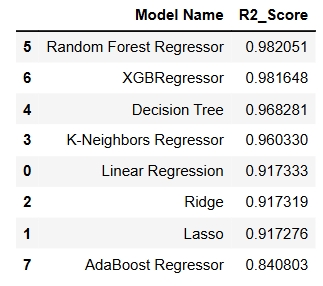 Model Name R2_Score
5 Random Forest Regressor 0.982051
6 XGBRegressor 0.981648
4 Decision Tree 0.968281
3 K-Neighbors Regressor 0.960330
0 Linear Regression 0.917333
2 Ridge 0.917319
1 Lasso 0.917276
7 AdaBoost Regressor 0.840803